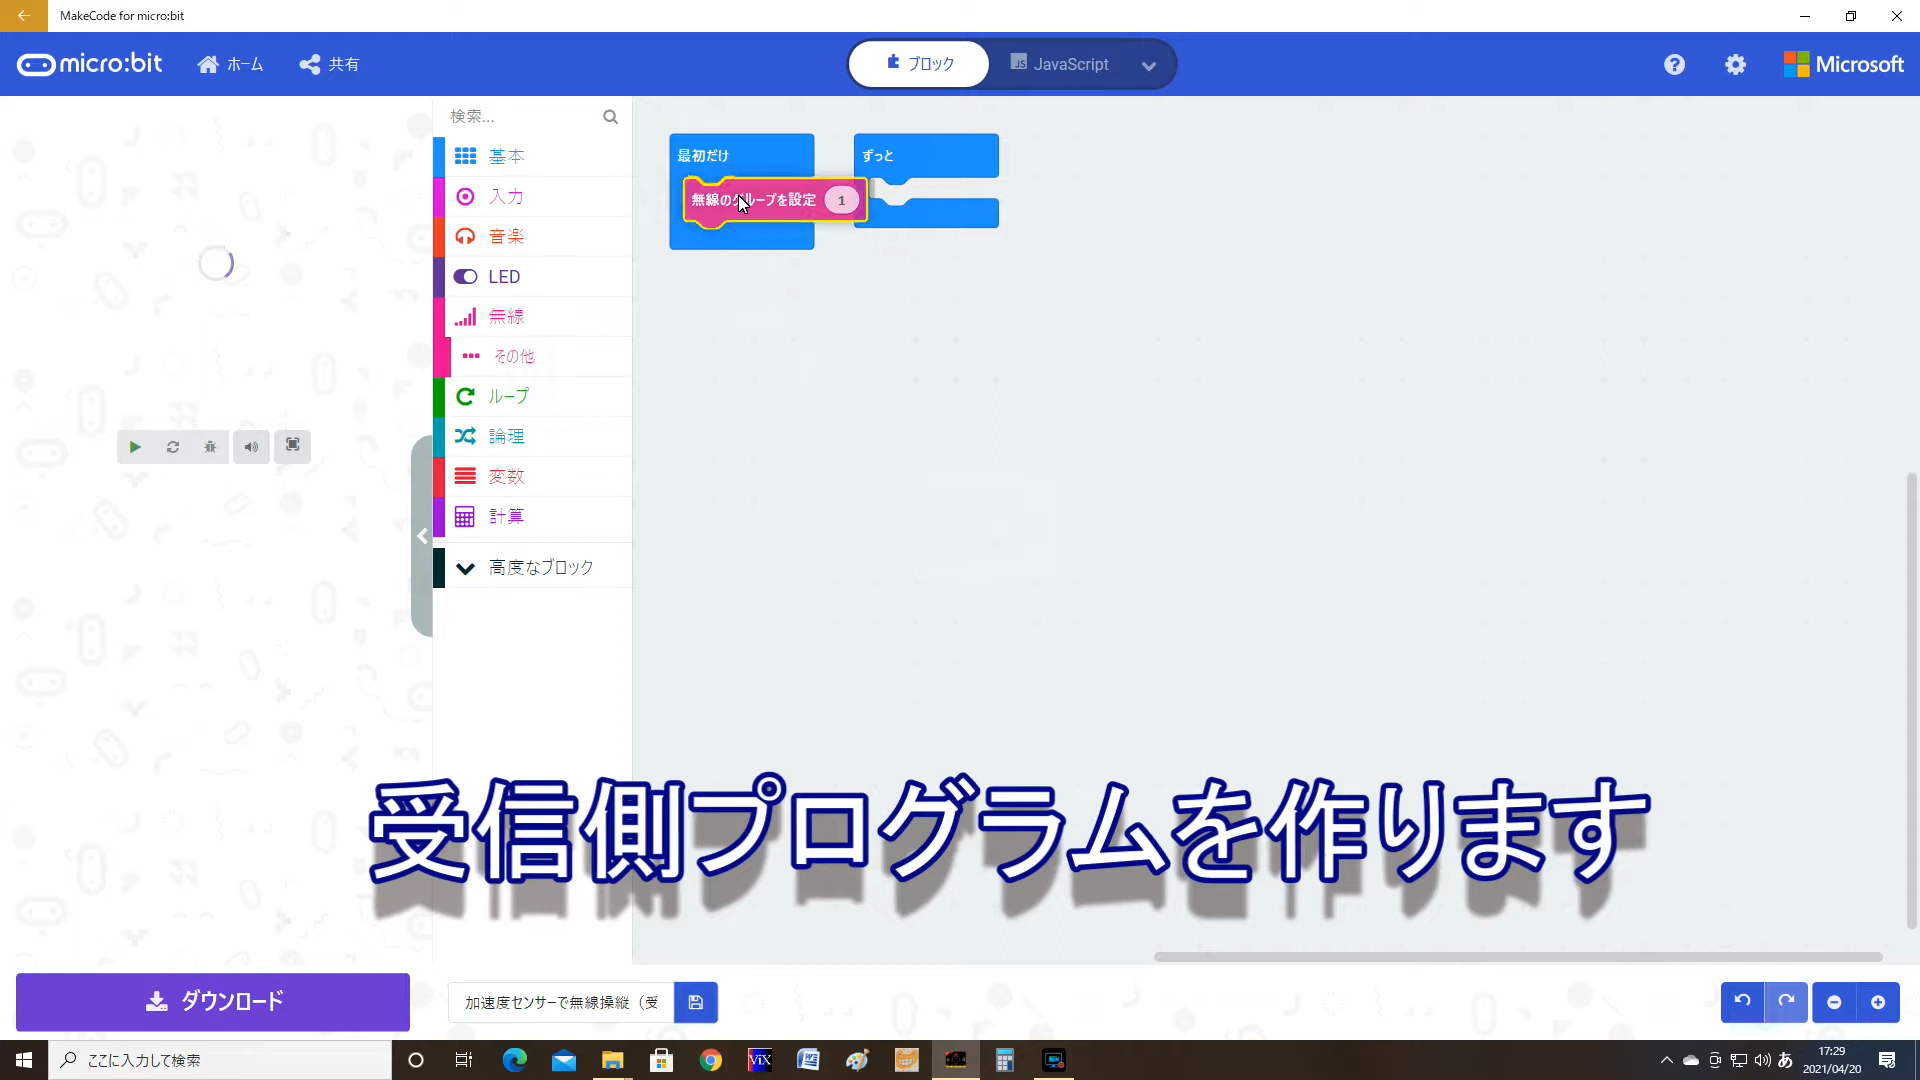 MakeCode for micro:bit
micro:bit
ホーム
共有
ブロック
JS
JavaScript
Microsoft
検索...
基本
入力
音楽
LED
無線
その他
ループ
論理
変数
計算
高度なブロック
最初だけ
無線のグループを設定 1
ずっと
受信側プログラムを作ります
ダウンロード
加速度センサーで無線操縦（受
ここに入力して検索
ViX
あ
17:29
2021/04/20